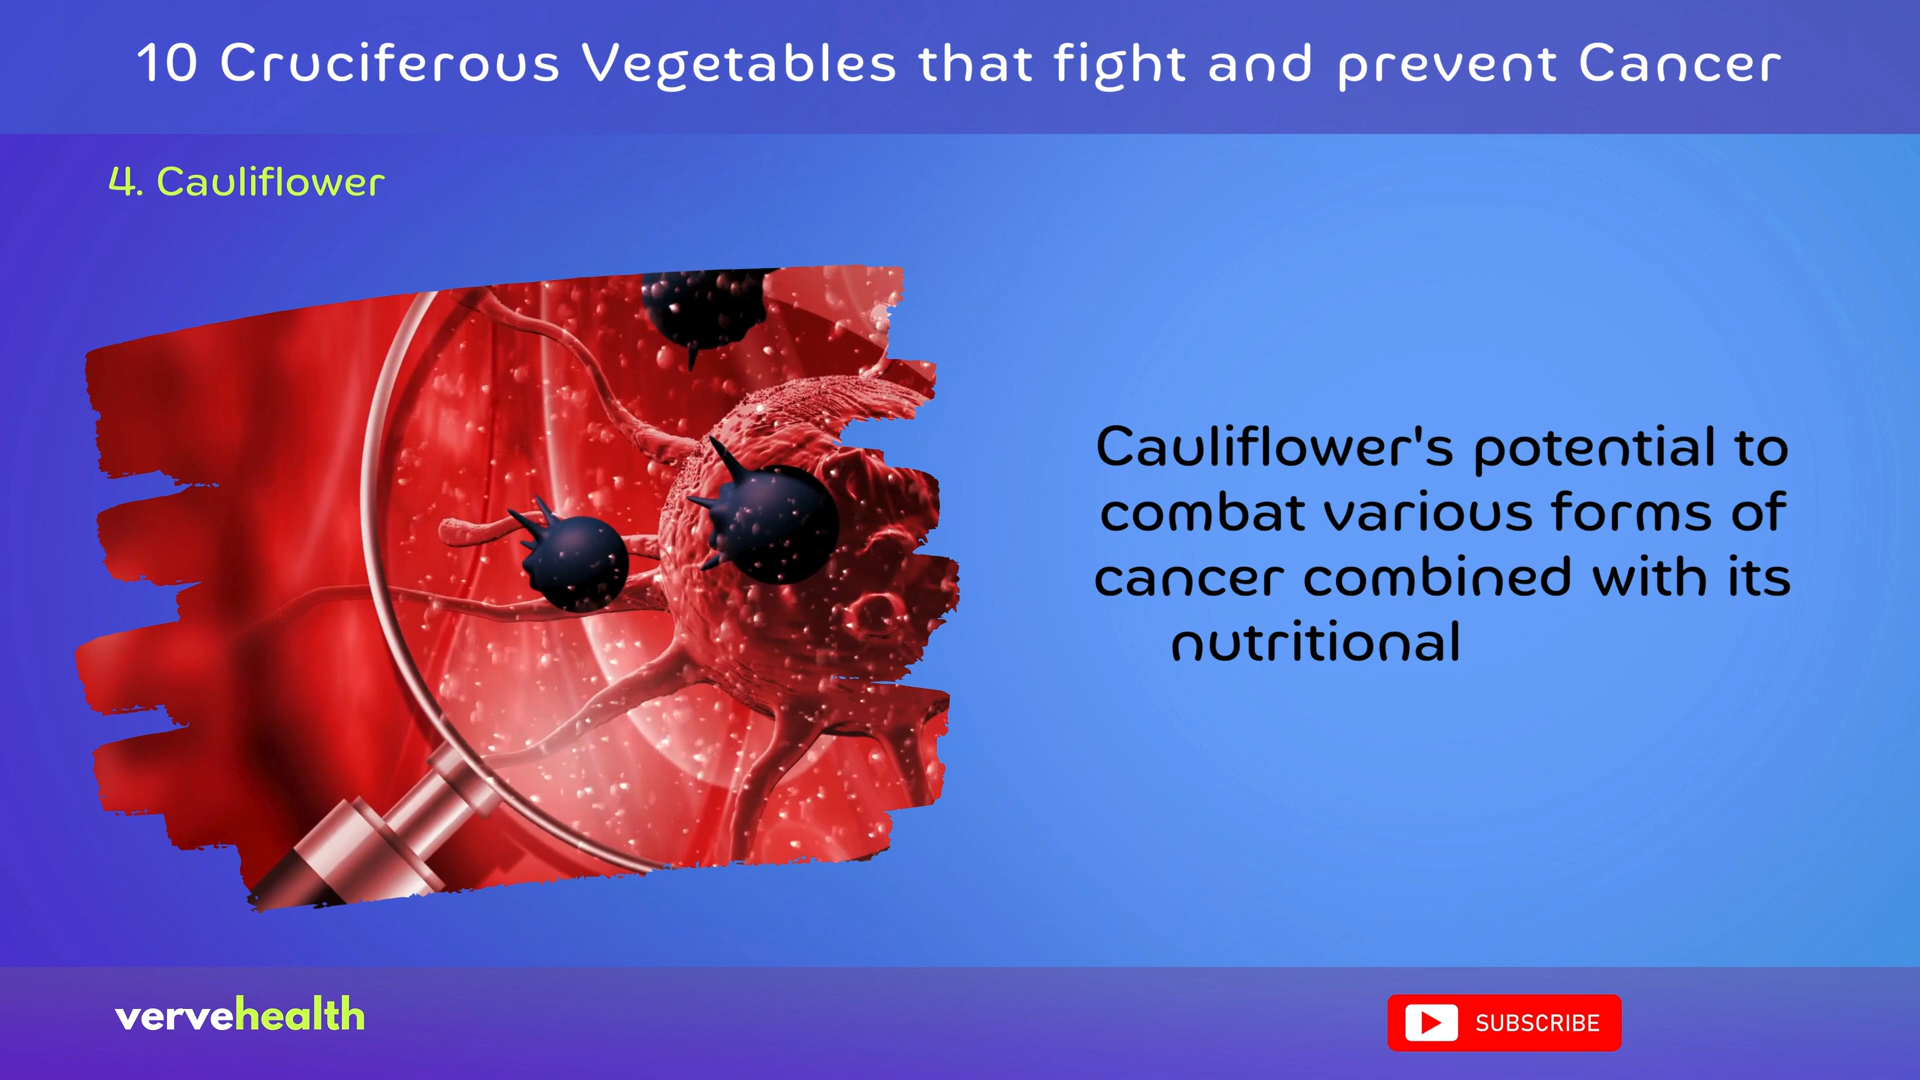 10 Cruciferous Vegetables that fight and prevent Cancer
4. Cauliflower
Cauliflower's potential to
combat various forms of
cancer combined with its
nutritional
vervehealth
SUBSCRIBE